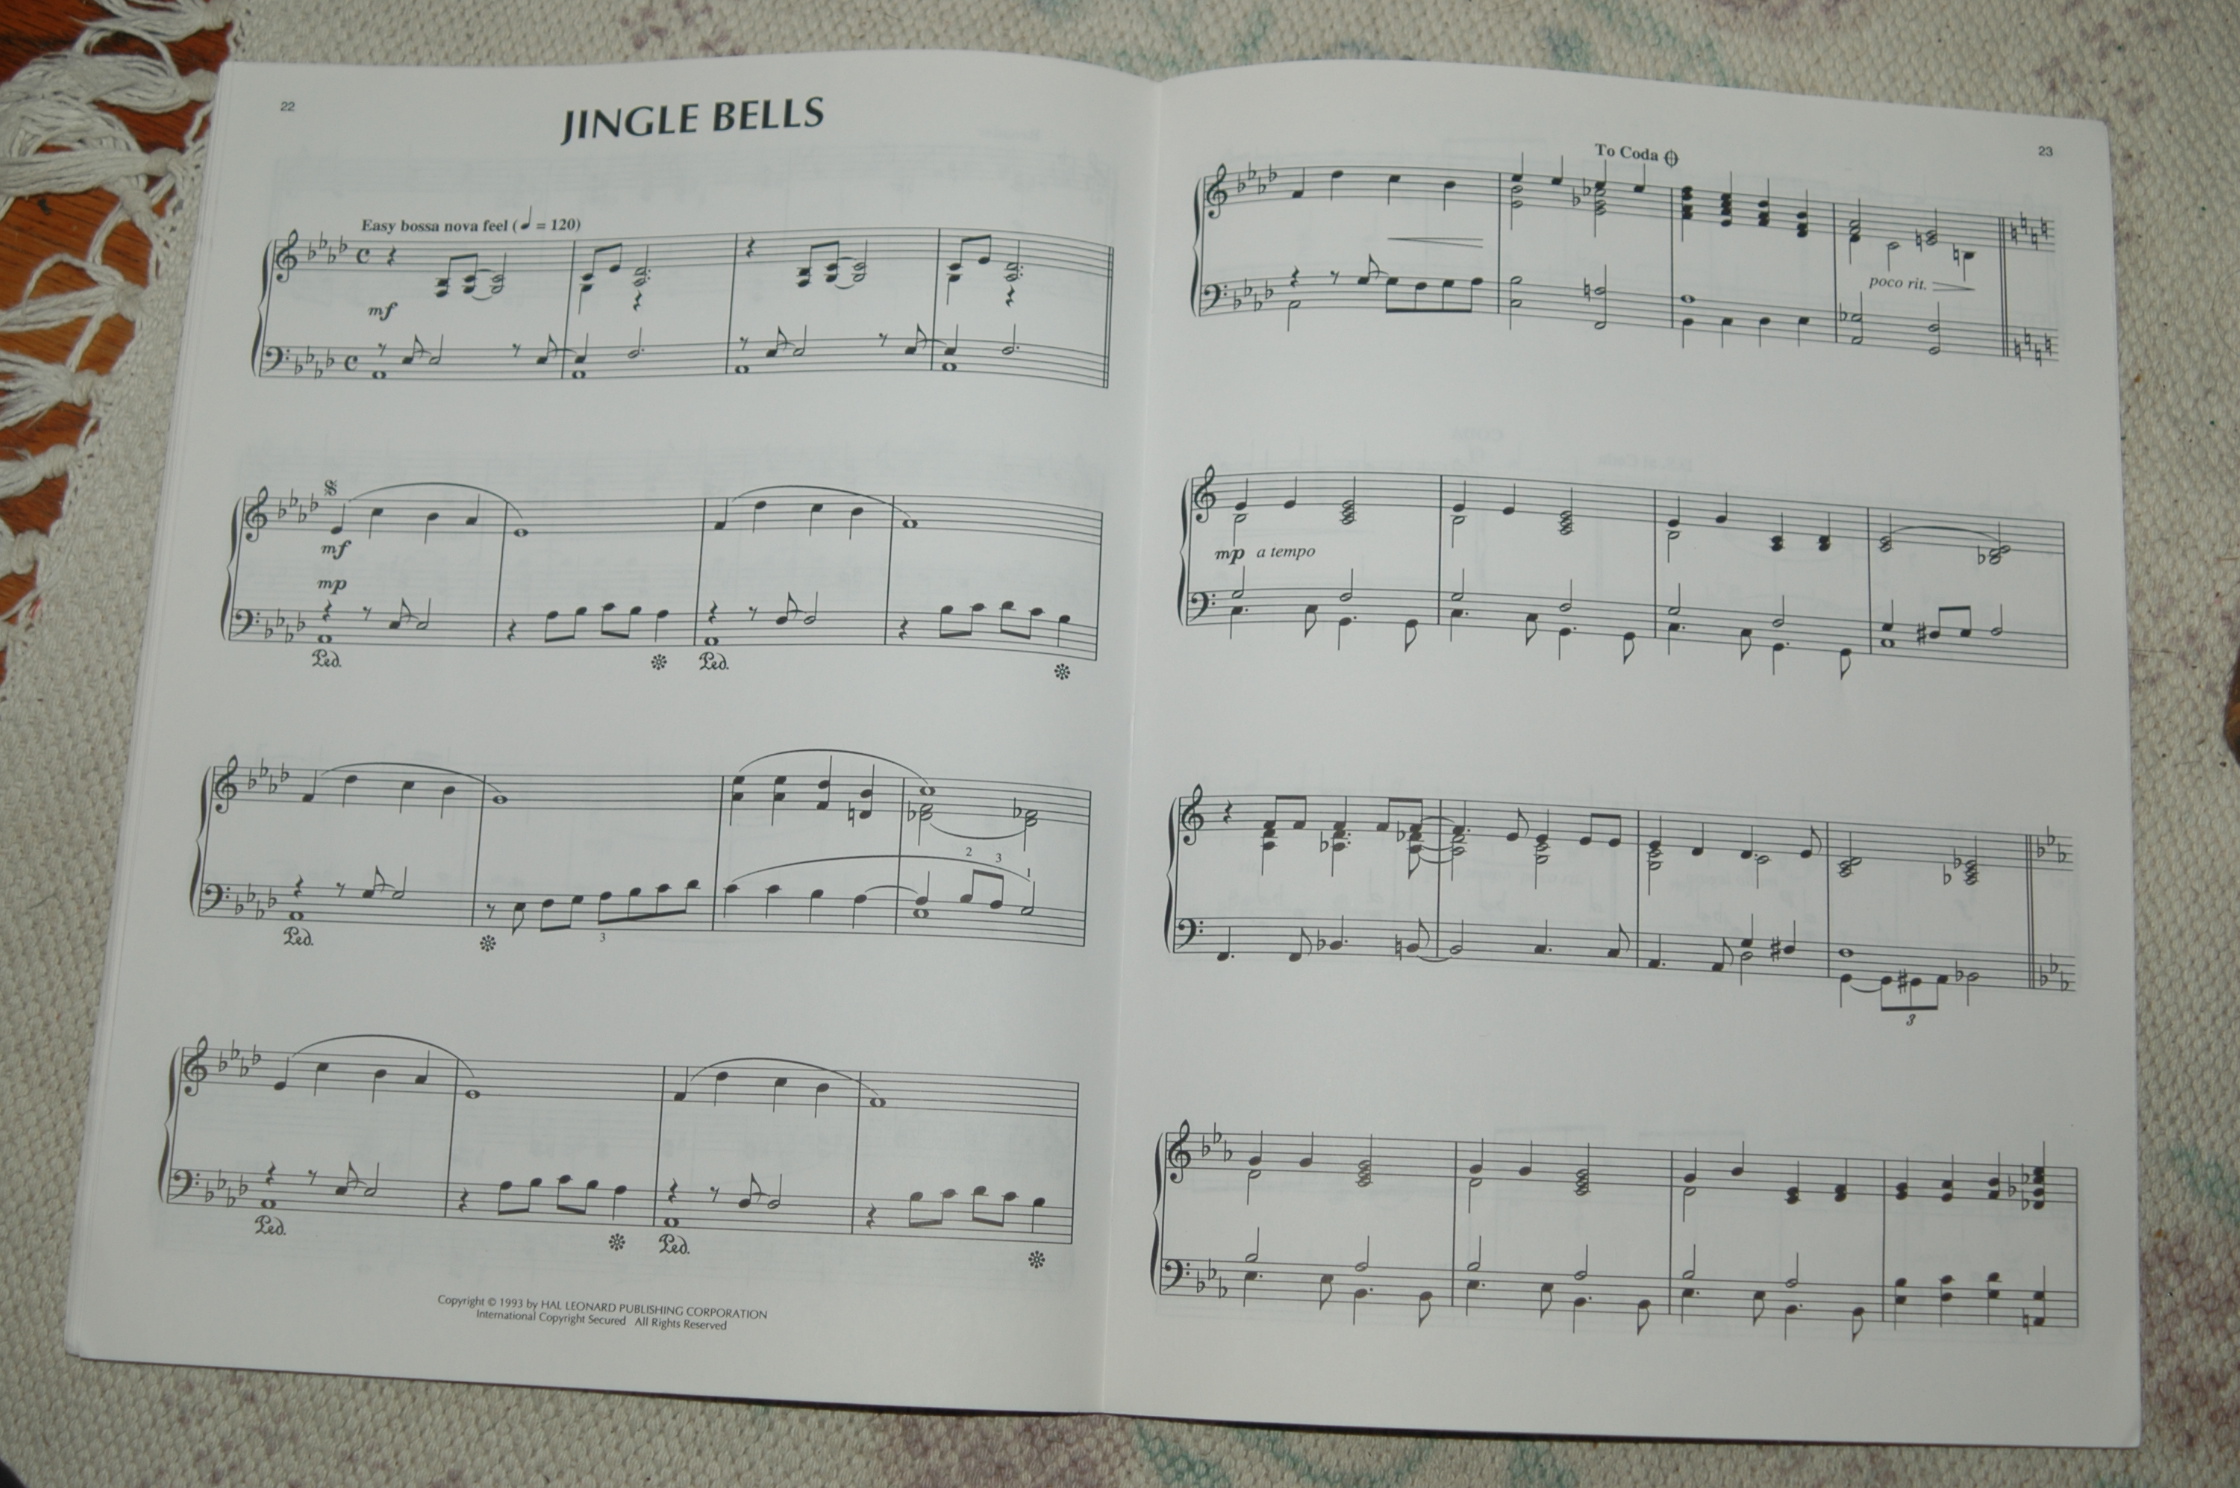 22
JINGLE BELLS
Easy bossa nova feel (♩ = 120)
mf
mf
mp
Ped.
Ped.
Ped.
3
2
3
1
Ped.
Ped.
Copyright © 1993 by HAL LEONARD PUBLISHING CORPORATION
International Copyright Secured All Rights Reserved
23
To Coda
poco rit.
mp a tempo
3